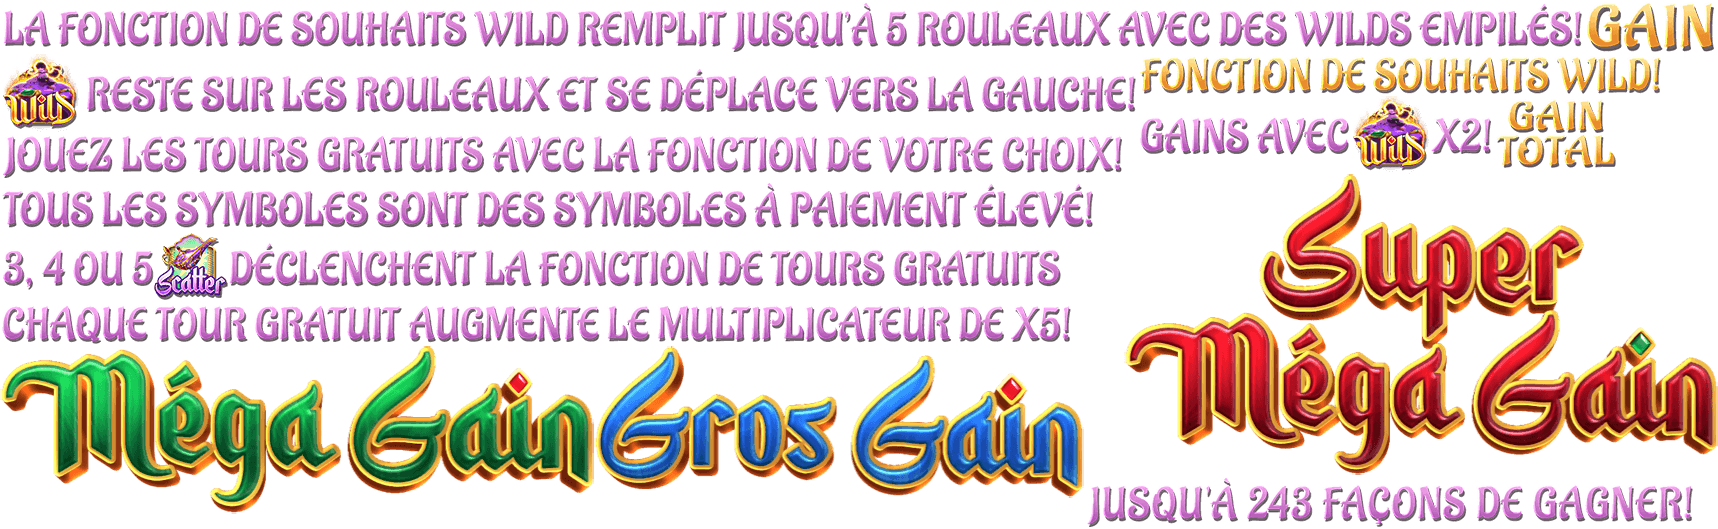 LA FONCTION DE SOUHAITS WILD REMPLIT JUSQU'À 5 ROULEAUX AVEC DES WILDS EMPILÉS!
GAIN
WILD RESTE SUR LES ROULEAUX ET SE DÉPLACE VERS LA GAUCHE!
FONCTION DE SOUHAITS WILD!
GAINS AVEC WILD X2!
GAIN
TOTAL
JOUEZ LES TOURS GRATUITS AVEC LA FONCTION DE VOTRE CHOIX!
TOUS LES SYMBOLES SONT DES SYMBOLES À PAIEMENT ÉLEVÉ!
3, 4 OU 5 Scatter DÉCLENCHENT LA FONCTION DE TOURS GRATUITS
CHAQUE TOUR GRATUIT AUGMENTE LE MULTIPLICATEUR DE X5!
Super
Méga Gain
Méga Gain
Gros Gain
JUSQU'À 243 FAÇONS DE GAGNER!